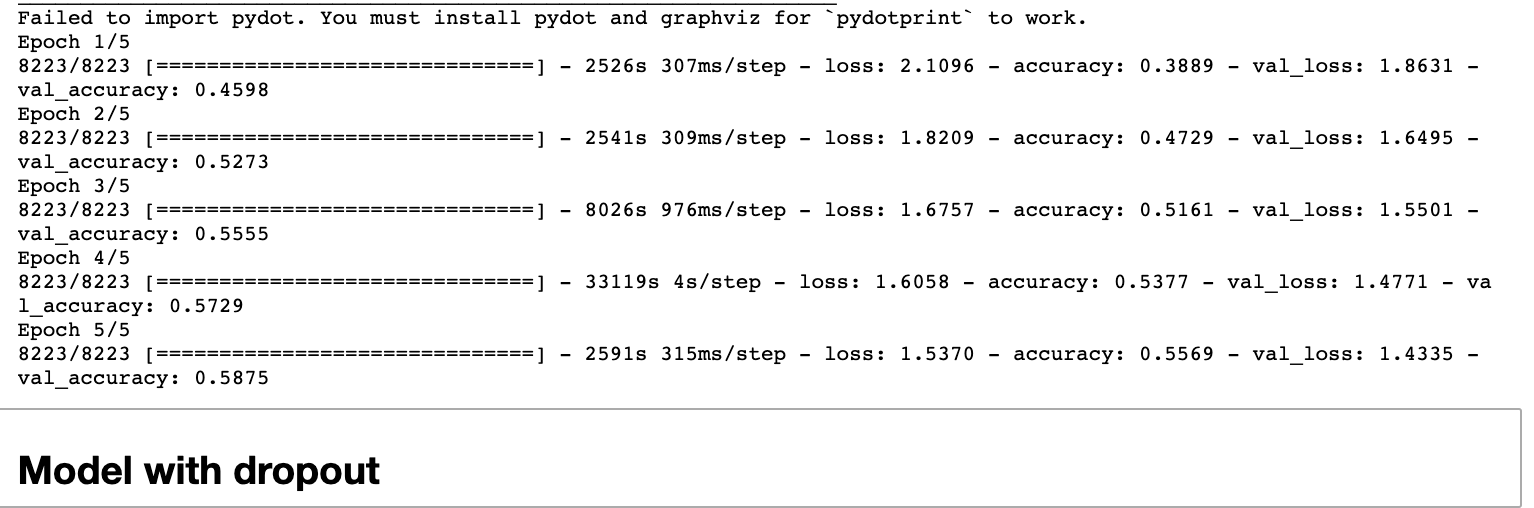 Failed to import pydot. You must install pydot and graphviz for `pydotprint` to work.
Epoch 1/5
8223/8223 [==============================] - 2526s 307ms/step - loss: 2.1096 - accuracy: 0.3889 - val_loss: 1.8631 -
val_accuracy: 0.4598
Epoch 2/5
8223/8223 [==============================] - 2541s 309ms/step - loss: 1.8209 - accuracy: 0.4729 - val_loss: 1.6495 -
val_accuracy: 0.5273
Epoch 3/5
8223/8223 [==============================] - 8026s 976ms/step - loss: 1.6757 - accuracy: 0.5161 - val_loss: 1.5501 -
val_accuracy: 0.5555
Epoch 4/5
8223/8223 [==============================] - 33119s 4s/step - loss: 1.6058 - accuracy: 0.5377 - val_loss: 1.4771 - va
l_accuracy: 0.5729
Epoch 5/5
8223/8223 [==============================] - 2591s 315ms/step - loss: 1.5370 - accuracy: 0.5569 - val_loss: 1.4335 -
val_accuracy: 0.5875
Model with dropout